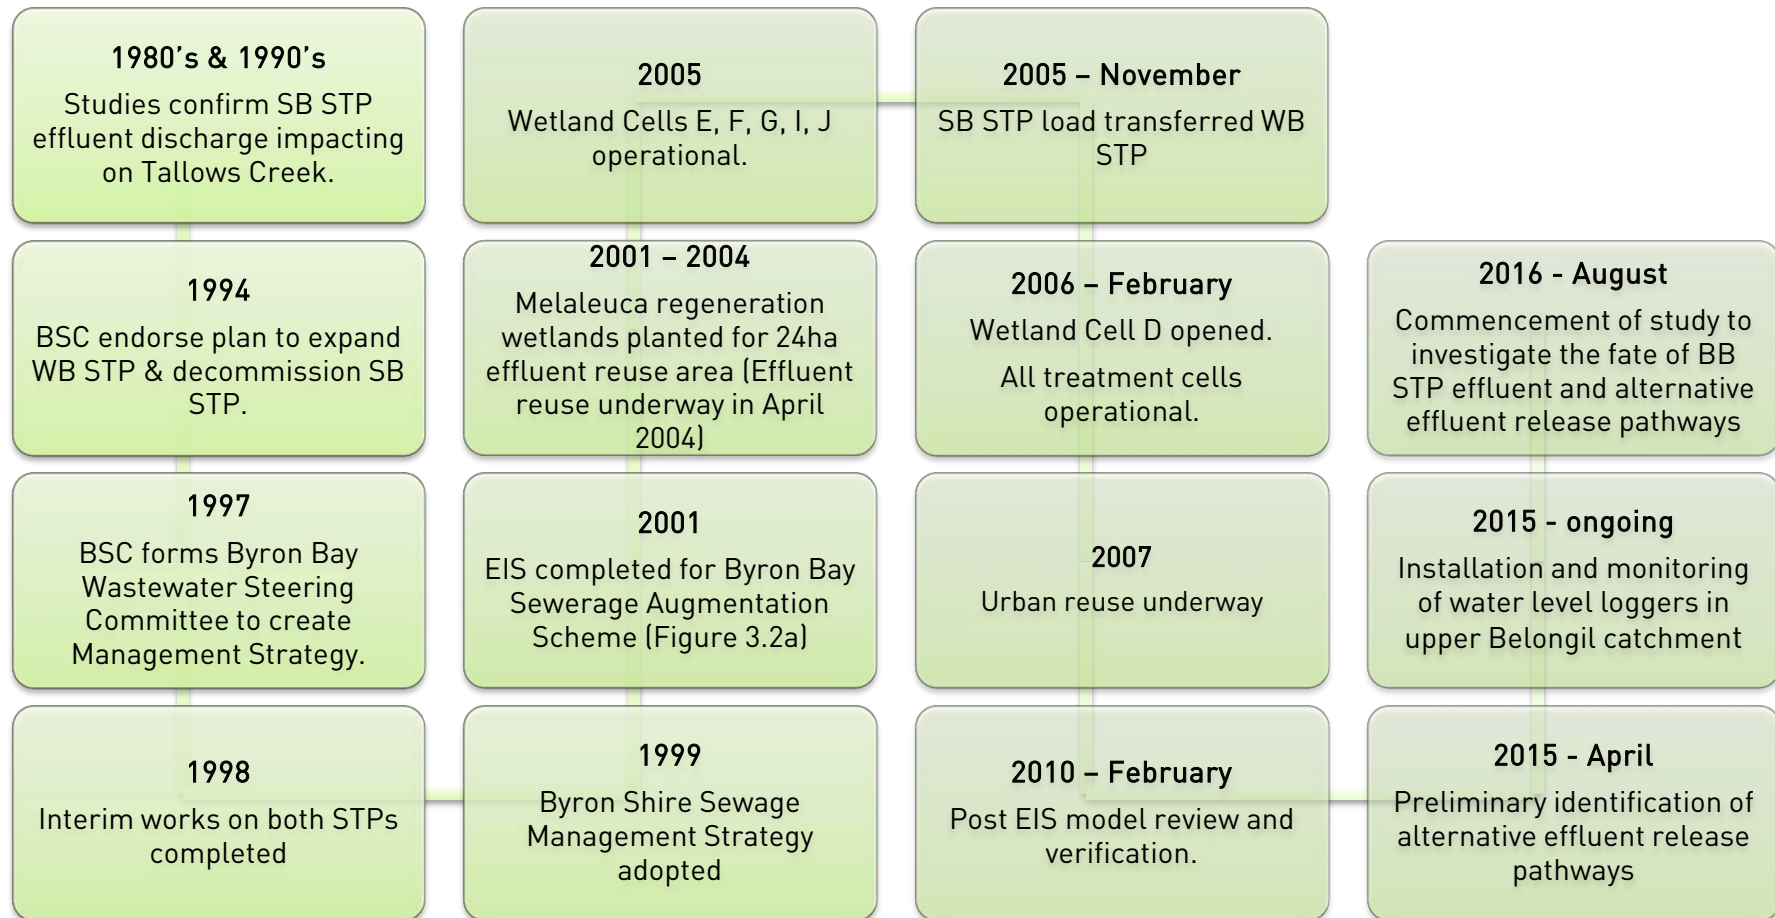 1980’s & 1990’s
Studies confirm SB STP
effluent discharge impacting
on Tallows Creek.
1994
BSC endorse plan to expand
WB STP & decommission SB
STP.
1997
BSC forms Byron Bay
Wastewater Steering
Committee to create
Management Strategy.
1998
Interim works on both STPs
completed
1999
Byron Shire Sewage
Management Strategy
adopted
2001
EIS completed for Byron Bay
Sewerage Augmentation
Scheme (Figure 3.2a)
2001 – 2004
Melaleuca regeneration
wetlands planted for 24ha
effluent reuse area (Effluent
reuse underway in April
2004)
2005
Wetland Cells E, F, G, I, J
operational.
2005 – November
SB STP load transferred WB
STP
2006 – February
Wetland Cell D opened.
All treatment cells
operational.
2007
Urban reuse underway
2010 – February
Post EIS model review and
verification.
2015 - April
Preliminary identification of
alternative effluent release
pathways
2015 - ongoing
Installation and monitoring
of water level loggers in
upper Belongil catchment
2016 - August
Commencement of study to
investigate the fate of BB
STP effluent and alternative
effluent release pathways